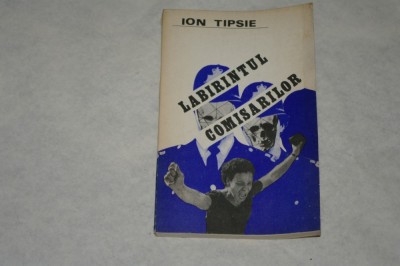 ION TIPSIE
LABIRINTUL
COMISARILOR